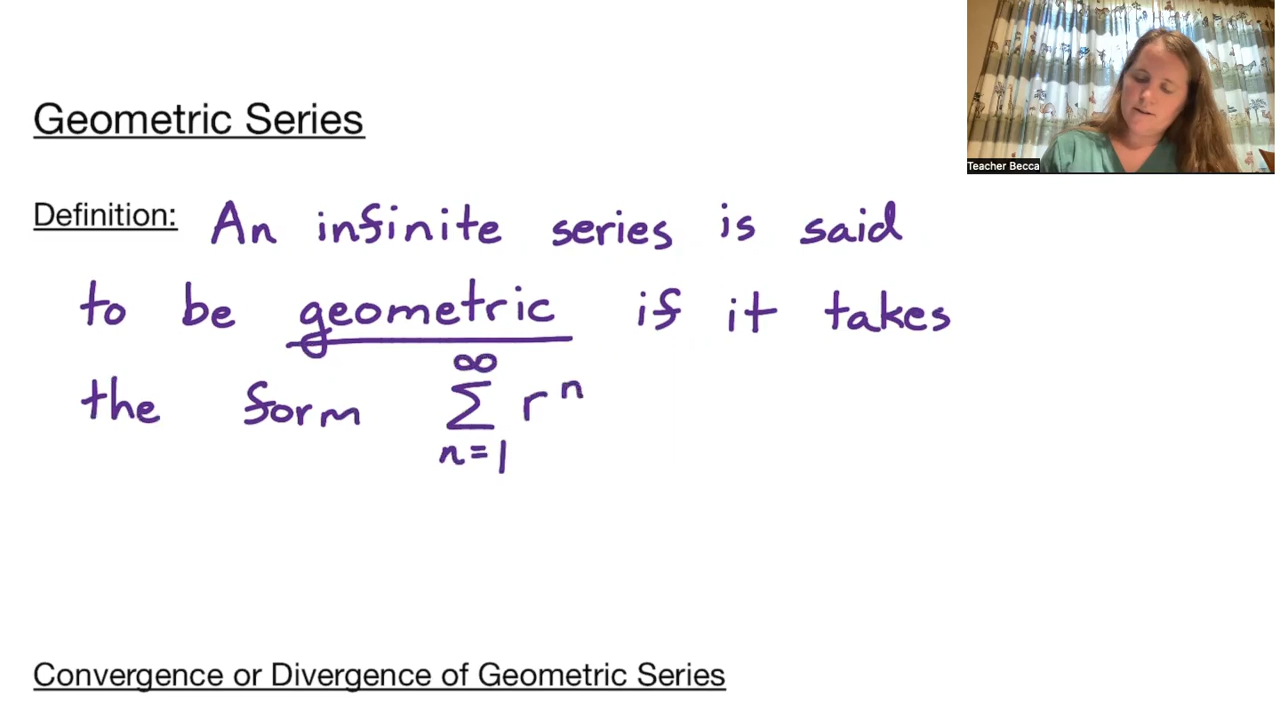 Teacher Becca
Geometric Series
Definition: An infinite series is said
to be geometric if it takes
the form ∞
∑ r^n
n=1
Convergence or Divergence of Geometric Series